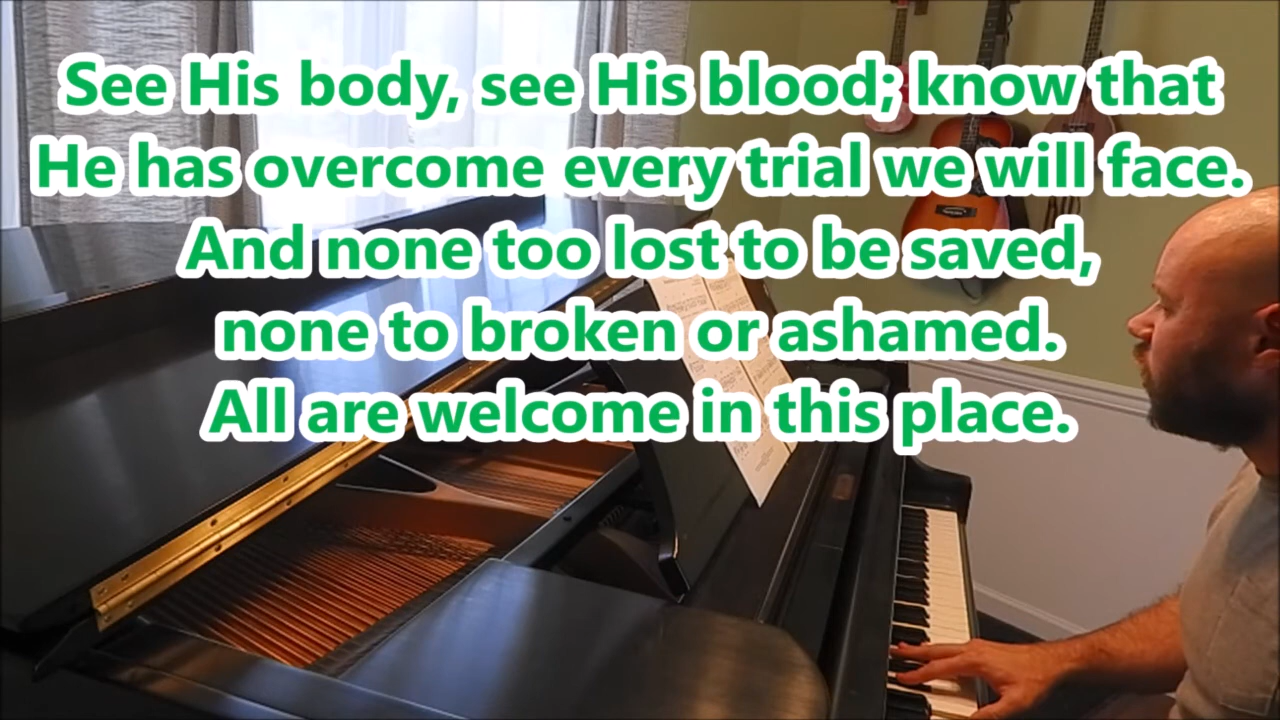 See His body, see His blood; know that
He has overcome every trial we will face.
And none too lost to be saved,
none to broken or ashamed.
All are welcome in this place.